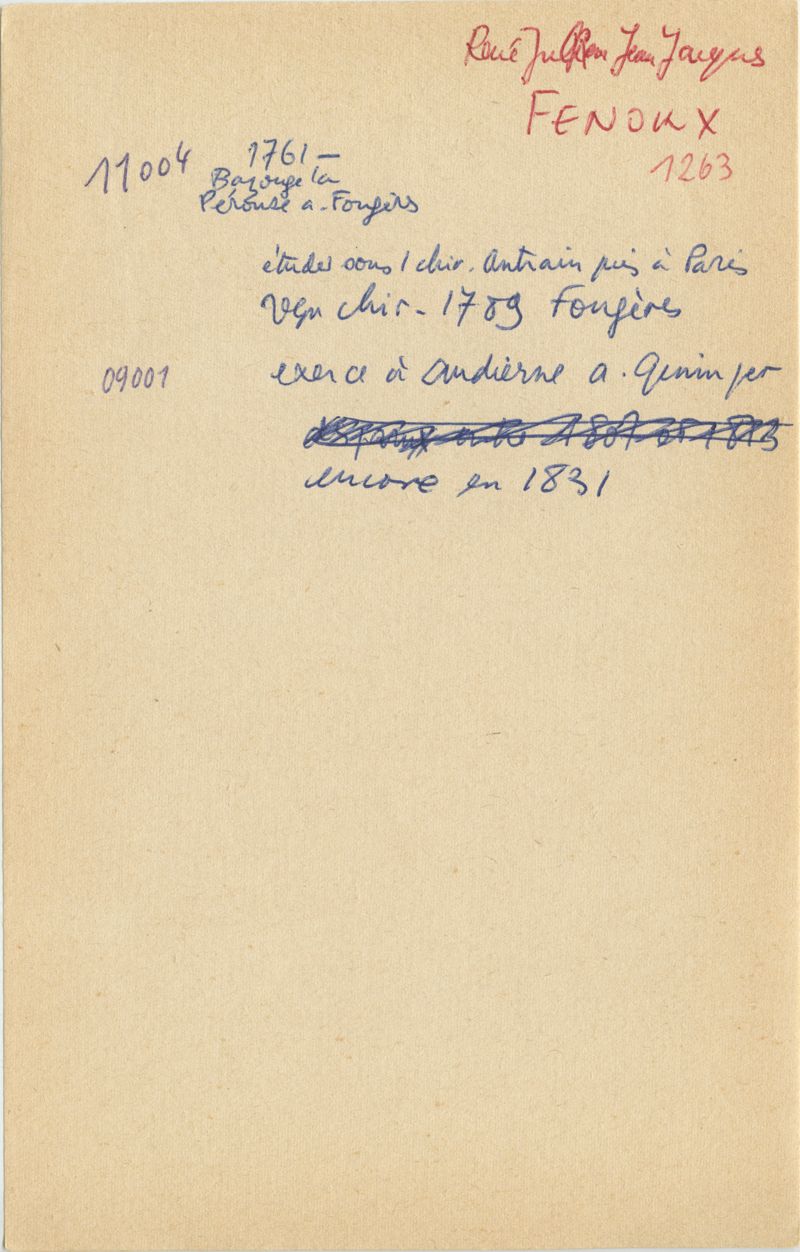 René Julien Jean Jacques
FENOUX
1263
11004 1761 –
Bazouge la
Pérouse a. Fougères
études sous 1 chir. Antrain puis à Paris
reçu chir. 1789 Fougères
09001 exerce à Audierne a. Quimper
encore en 1831